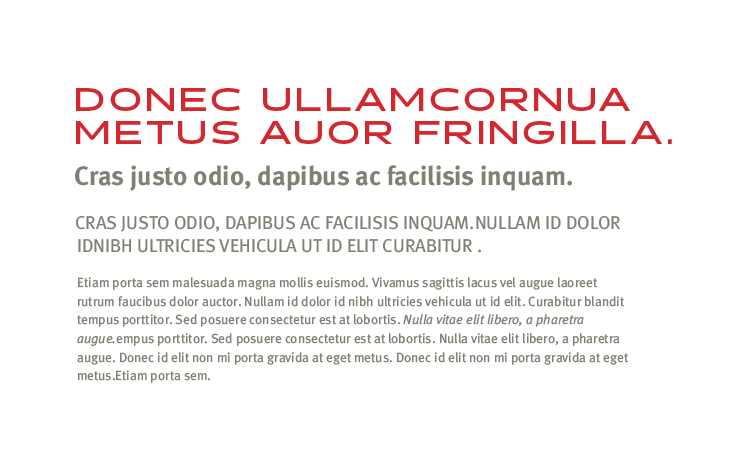 DONEC ULLAMCORNUA
METUS AUOR FRINGILLA.
Cras justo odio, dapibus ac facilisis inquam.
CRAS JUSTO ODIO, DAPIBUS AC FACILISIS INQUAM.NULLAM ID DOLOR
IDNIBH ULTRICIES VEHICULA UT ID ELIT CURABITUR .
Etiam porta sem malesuada magna mollis euismod. Vivamus sagittis lacus vel augue laoreet
rutrum faucibus dolor auctor. Nullam id dolor id nibh ultricies vehicula ut id elit. Curabitur blandit
tempus porttitor. Sed posuere consectetur est at lobortis. Nulla vitae elit libero, a pharetra
augue.empus porttitor. Sed posuere consectetur est at lobortis. Nulla vitae elit libero, a pharetra
augue. Donec id elit non mi porta gravida at eget metus. Donec id elit non mi porta gravida at eget
metus.Etiam porta sem.